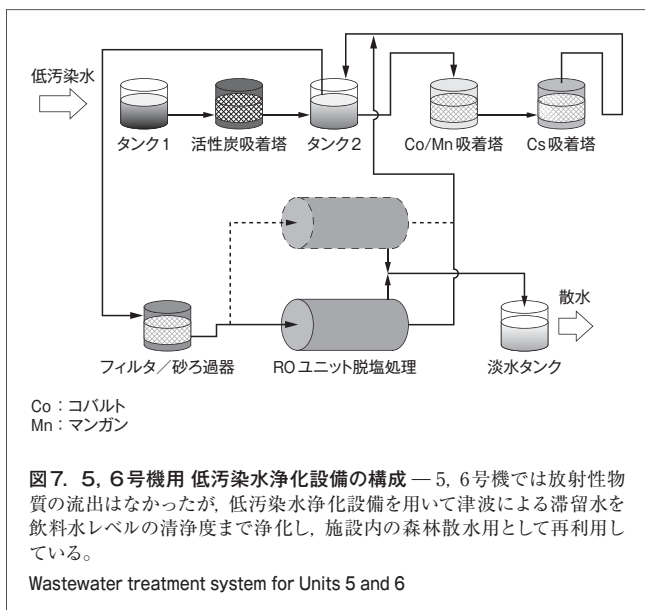 低汚染水
タンク1
活性炭吸着塔
タンク2
Co/Mn 吸着塔
Cs 吸着塔
散水
フィルタ／砂ろ過器
ROユニット脱塩処理
淡水タンク
Co：コバルト
Mn：マンガン
図7. 5, 6号機用 低汚染水浄化設備の構成 ― 5, 6号機では放射性物
質の流出はなかったが, 低汚染水浄化設備を用いて津波による滞留水を
飲料水レベルの清浄度まで浄化し, 施設内の森林散水用として再利用し
ている。
Wastewater treatment system for Units 5 and 6